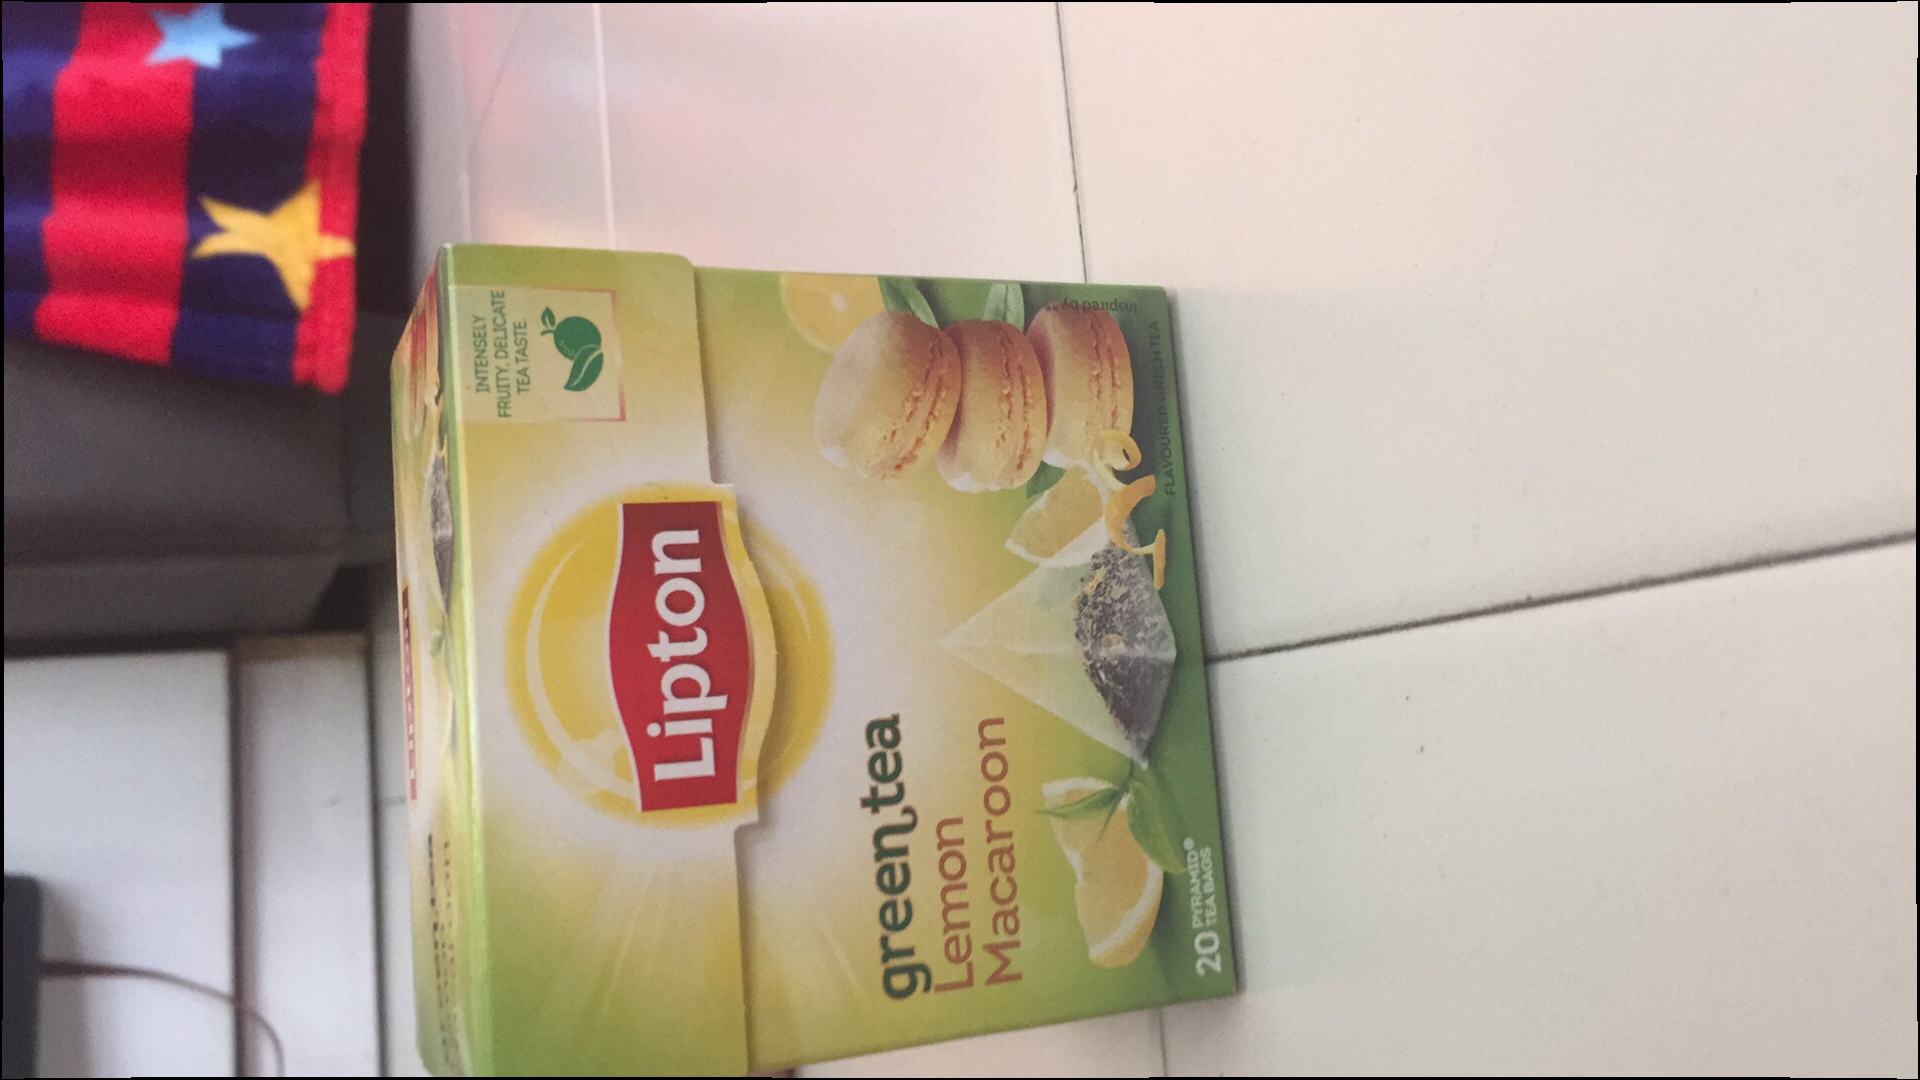 INTENSELY
FRUITY, DELICATE
TEA TASTE
Lipton
green tea
Lemon
Macaroon
Inspired by
FLAVOURED GREEN TEA
20 PYRAMID®
TEA BAGS